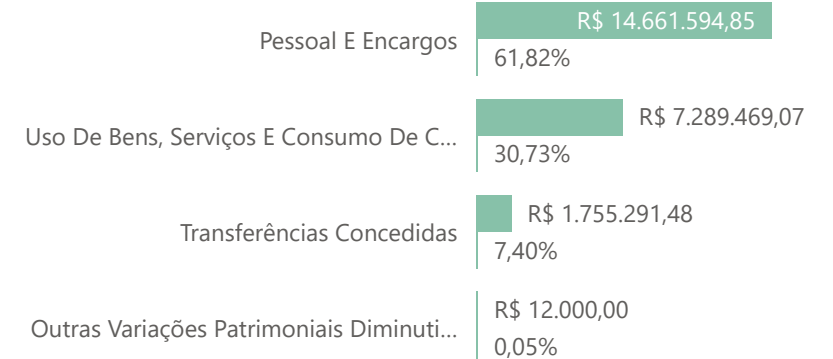 Pessoal E Encargos
R$ 14.661.594,85
61,82%
Uso De Bens, Serviços E Consumo De C...
R$ 7.289.469,07
30,73%
Transferências Concedidas
R$ 1.755.291,48
7,40%
Outras Variações Patrimoniais Diminuti...
R$ 12.000,00
0,05%